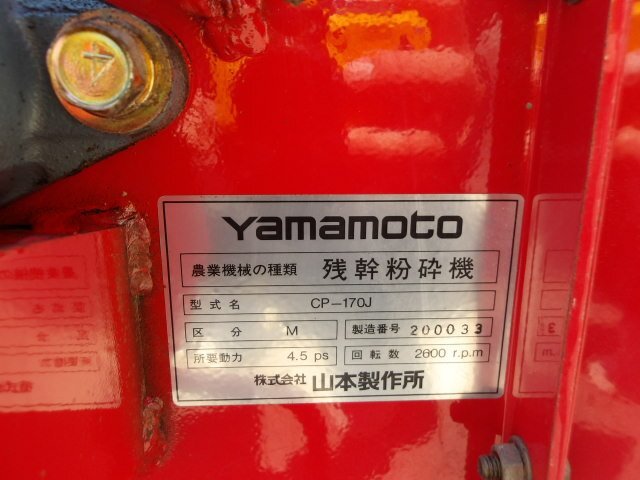 Yamamoto
農業機械の種類 残幹粉砕機
型式名 CP-170J
区分 M 製造番号 200033
所要動力 4.5 ps 回転数 2600 r.p.m
株式会社 山本製作所